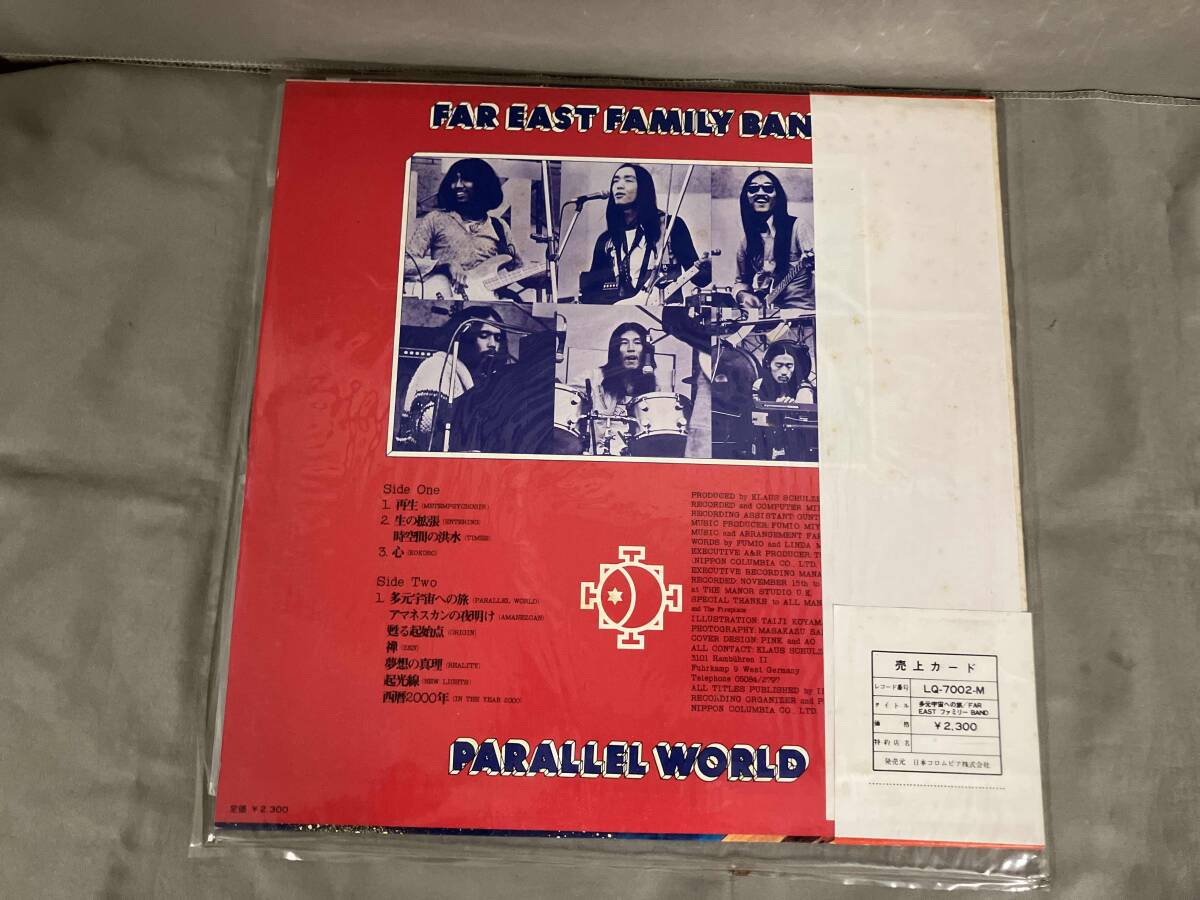 FAR EAST FAMILY BAN
Side One
1. 再生 (METEMPSYCHOSIS)
2. 生の拡張 (ENTERING)
時空間の洪水 (TIMES)
3. 心 (KOKORO)
Side Two
1. 多元宇宙への旅 (PARALLEL WORLD)
アマネスカンの夜明け (AMANEZCAN)
甦る起始点 (ORIGIN)
禅 (ZEN)
夢想の真理 (REALITY)
起光線 (NEW LIGHTS)
西暦2000年 (IN THE YEAR 2000)
PRODUCED by KLAUS SCHULZE
RECORDED and COMPUTER MI
RECORDING ASSISTANT: GUNT
MUSIC PRODUCER: FUMIO MIY
MUSIC and ARRANGEMENT FAR
WORDS by FUMIO and LINDA M
EXECUTIVE A&R PRODUCER: T
(NIPPON COLUMBIA CO., LTD.
EXECUTIVE RECORDING MANA
RECORDED: NOVEMBER 15th to
at THE MANOR STUDIO U.K.
SPECIAL THANKS to ALL MAN
and The Fireplace
ILLUSTRATION: TAIJI KOYAMA
PHOTOGRAPHY: MASAKASU SA
COVER DESIGN: PINK and AO
ALL CONTACT: KLAUS SCHULZ
3101 Hambühren II
Fuhrkamp 9 West Germany
Telephone 05084/2797
ALL TITLES PUBLISHED by
RECORDING ORGANIZER and P
NIPPON COLUMBIA CO., LTD.
PARALLEL WORLD
定価 ¥2,300
売上カード
レコード番号 LQ-7002-M
タイトル 多元宇宙への旅/FAR
EAST ファミリー BAND
価格 ¥2,300
特約店名
発売元 日本コロムビア株式会社